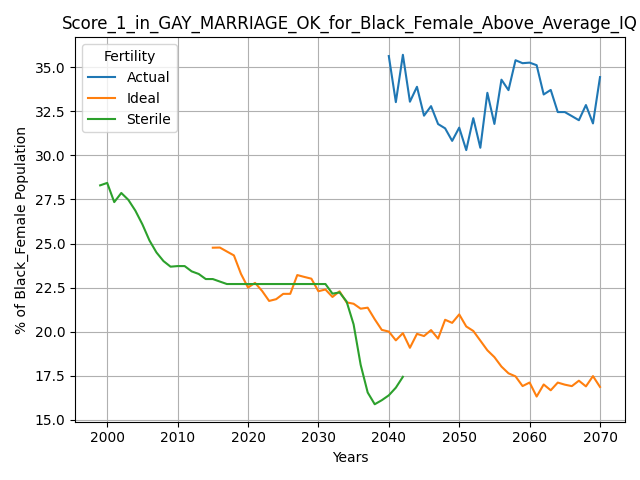 Score_1_in_GAY_MARRIAGE_OK_for_Black_Female_Above_Average_IQ
Fertility
Actual
Ideal
Sterile
% of Black_Female Population
35.0
32.5
30.0
27.5
25.0
22.5
20.0
17.5
15.0
2000 2010 2020 2030 2040 2050 2060 2070
Years